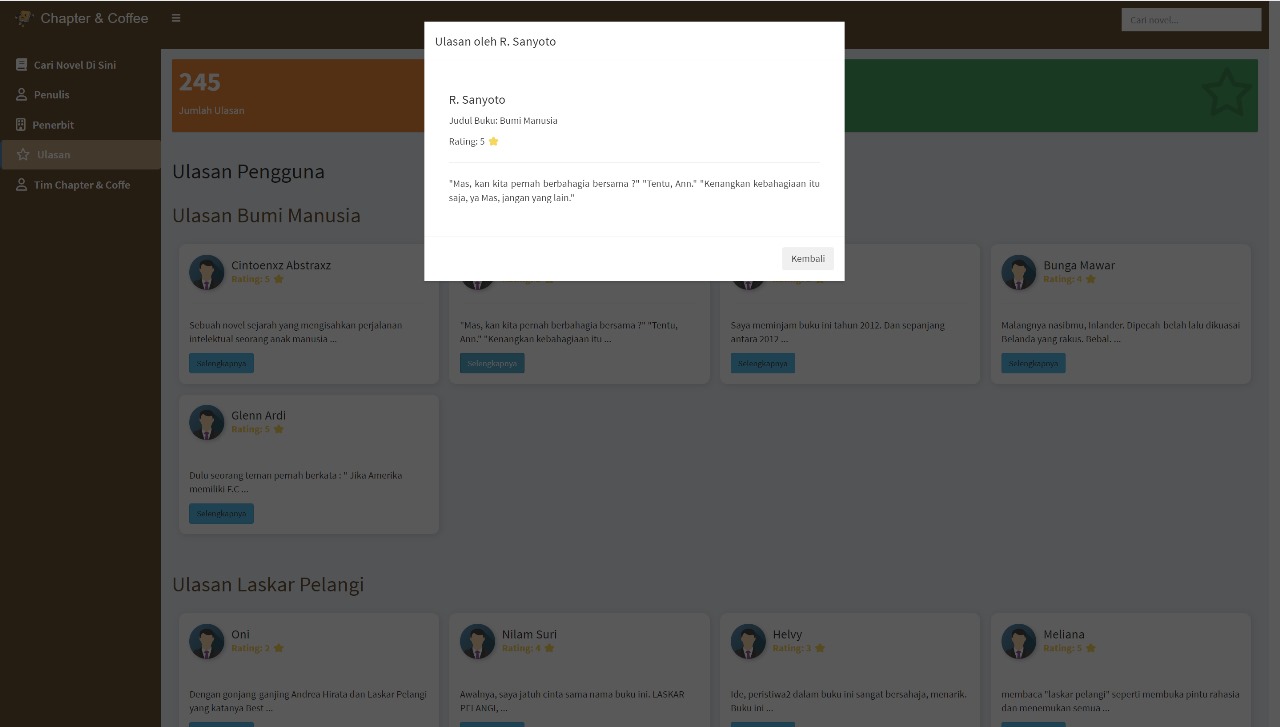 Chapter & Coffee
Cari novel...
Cari Novel Di Sini
Penulis
Penerbit
Ulasan
Tim Chapter & Coffe
245
Jumlah Ulasan
Ulasan oleh R. Sanyoto
R. Sanyoto
Judul Buku: Bumi Manusia
Rating: 5
"Mas, kan kita pernah berbahagia bersama ?" "Tentu, Ann." "Kenangkan kebahagiaan itu
saja, ya Mas, jangan yang lain."
Kembali
Ulasan Pengguna
Ulasan Bumi Manusia
Cintoenxz Abstraxz
Rating: 5
Sebuah novel sejarah yang mengisahkan perjalanan
intelektual seorang anak manusia ...
Selengkapnya
"Mas, kan kita pernah berbahagia bersama ?" "Tentu,
Ann." "Kenangkan kebahagiaan itu ...
Selengkapnya
Saya meminjam buku ini tahun 2012. Dan sepanjang
antara 2012 ...
Selengkapnya
Bunga Mawar
Rating: 4
Malangnya nasibmu, Inlander. Dipecah belah lalu dikuasai
Belanda yang rakus. Bebal. ...
Selengkapnya
Glenn Ardi
Rating: 5
Dulu seorang teman pernah berkata : " Jika Amerika
memiliki F.C ...
Selengkapnya
Ulasan Laskar Pelangi
Oni
Rating: 2
Dengan gonjang-ganjing Andrea Hirata dan Laskar Pelangi
yang katanya Best ...
Nilam Suri
Awalnya, saya jatuh cinta sama nama buku ini. LASKAR
PELANGI, ...
Helvy
Rating: 3
Ide, peristiwa2 dalam buku ini sangat bersahaja, menarik.
Buku ini ...
Meliana
Rating: 5
membaca "laskar pelangi" seperti membuka pintu rahasia
dan menemukan semua ...